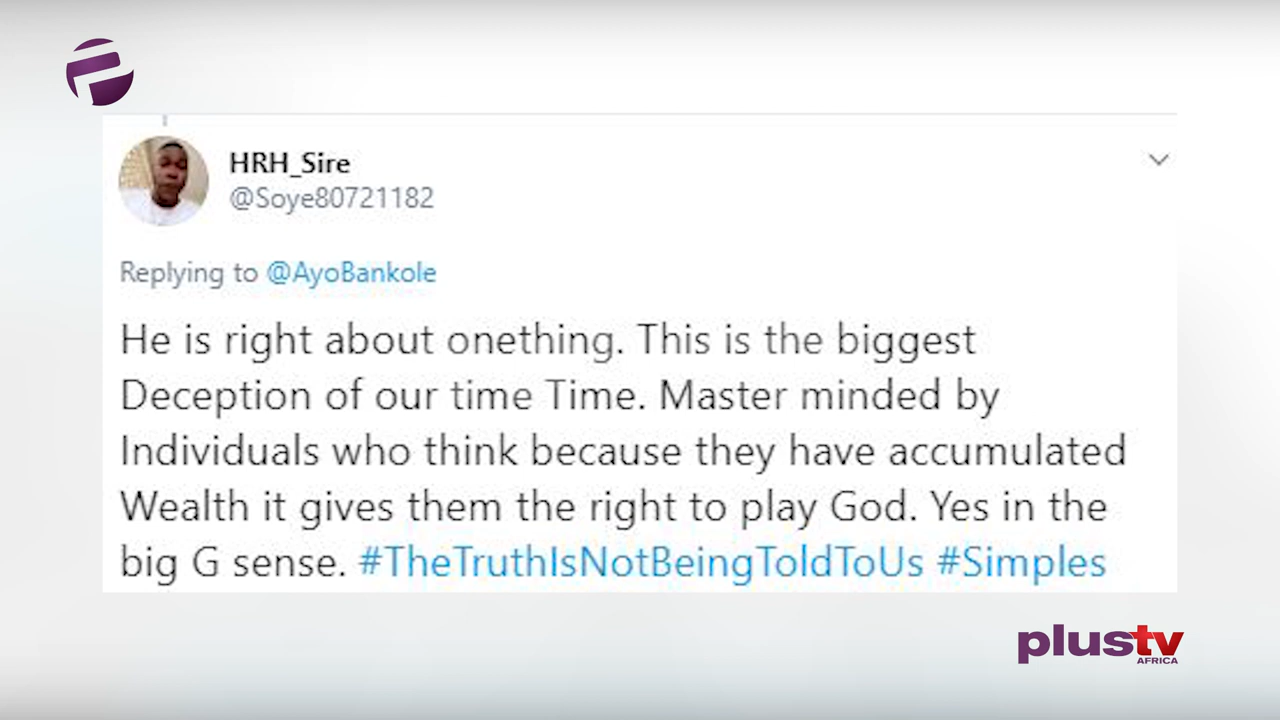 HRH_Sire
@Soye80721182
Replying to @AyoBankole
He is right about onething. This is the biggest
Deception of our time Time. Master minded by
Individuals who think because they have accumulated
Wealth it gives them the right to play God. Yes in the
big G sense. #TheTruthIsNotBeingToldToUs #Simples
plustv
AFRICA